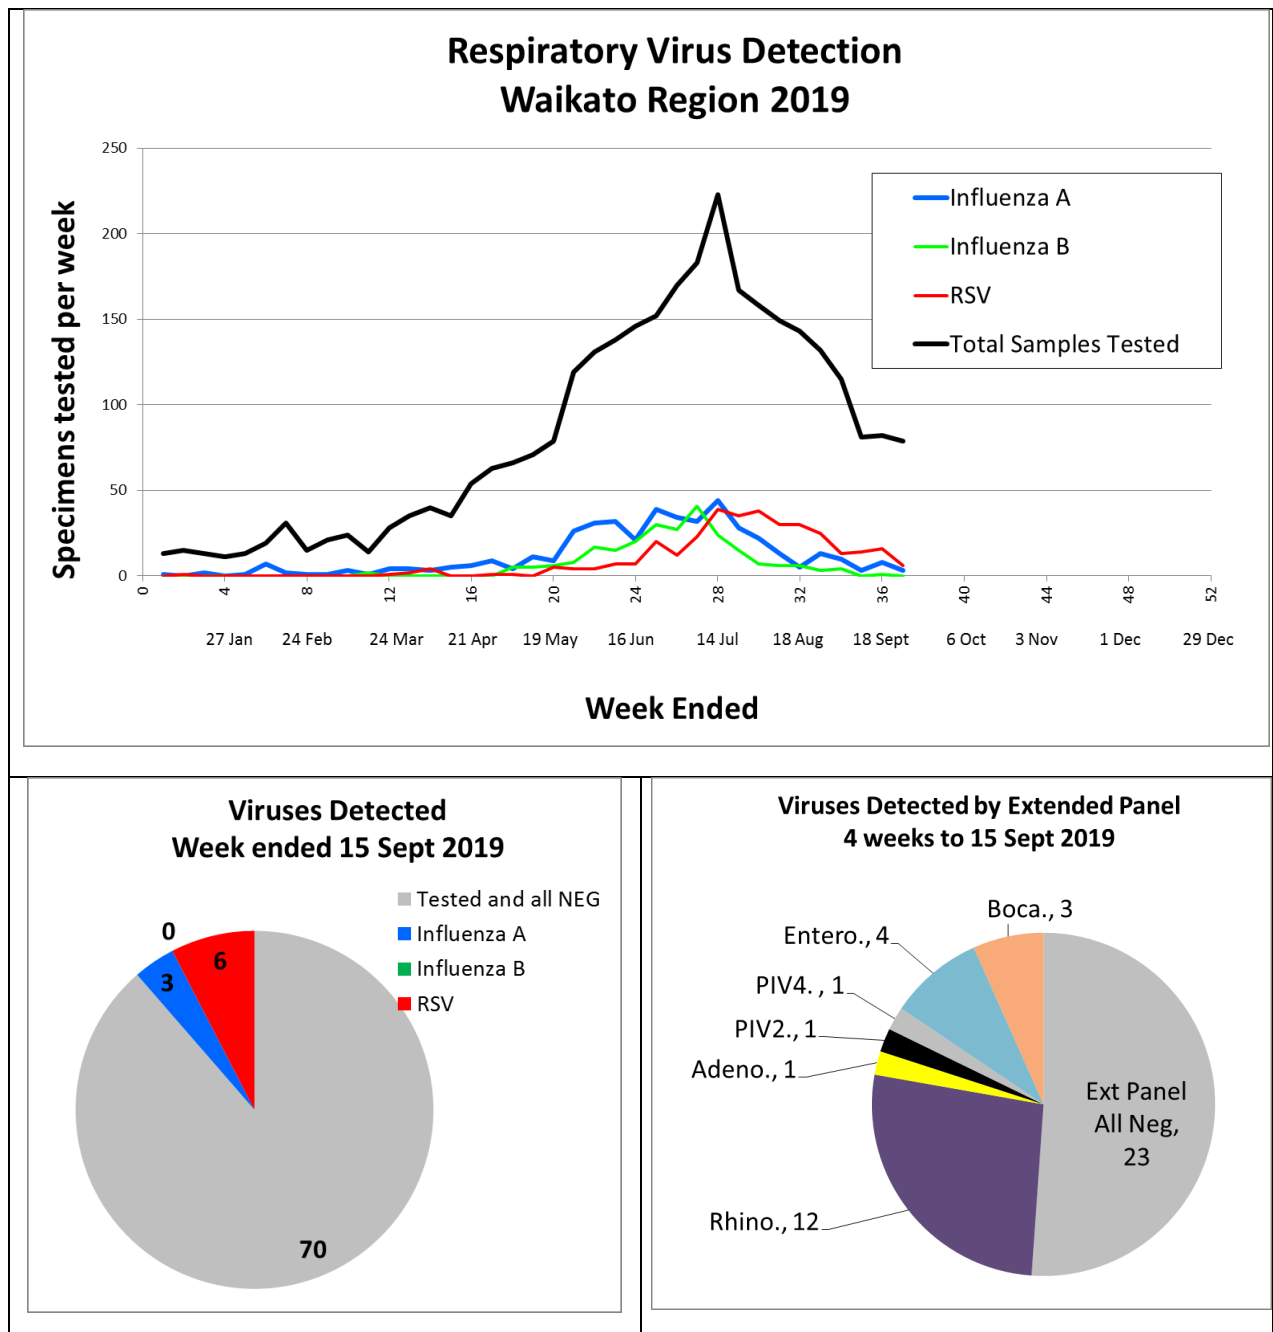 Respiratory Virus Detection
Waikato Region 2019
Specimens tested per week
250
200
150
100
50
0
Influenza A
Influenza B
RSV
Total Samples Tested
0 4 8 12 16 20 24 28 32 36 40 44 48 52
27 Jan 24 Feb 24 Mar 21 Apr 19 May 16 Jun 14 Jul 18 Aug 18 Sept 6 Oct 3 Nov 1 Dec 29 Dec
Week Ended
Viruses Detected
Week ended 15 Sept 2019
Tested and all NEG
Influenza A
Influenza B
RSV
0
6
3
70
Viruses Detected by Extended Panel
4 weeks to 15 Sept 2019
Boca., 3
Entero., 4
PIV4. , 1
PIV2., 1
Adeno., 1
Ext Panel
All Neg,
23
Rhino., 12